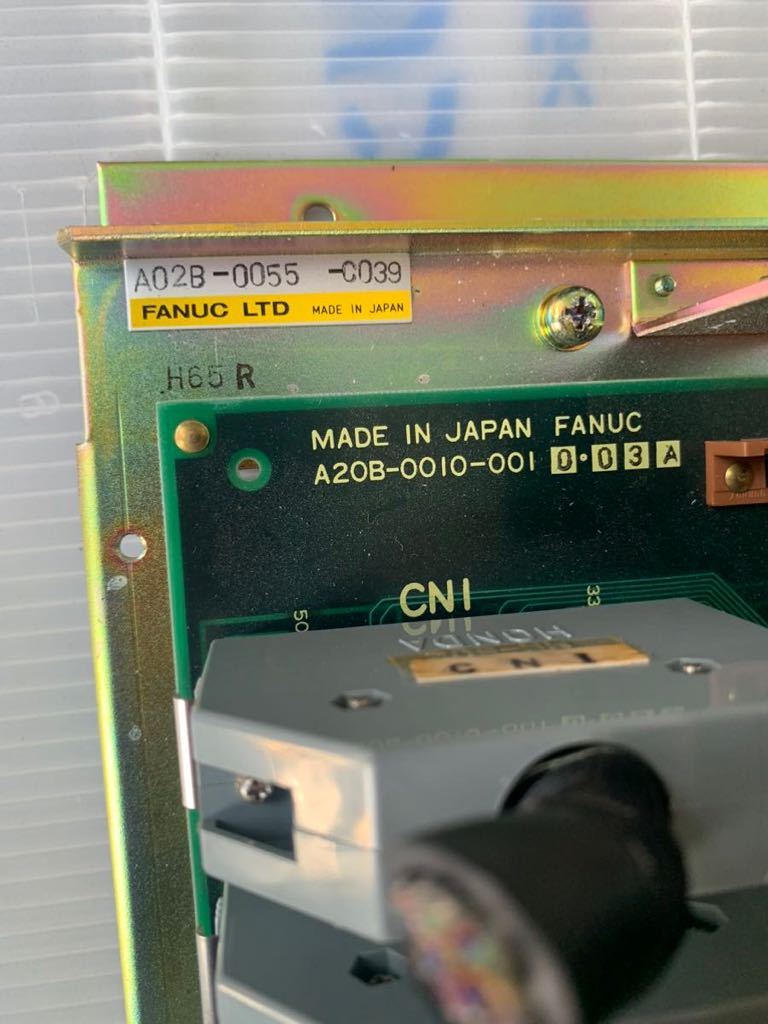 A02B-0055 -C039
FANUC LTD MADE IN JAPAN
H65 R
MADE IN JAPAN FANUC
A20B-0010-001 0·03A
CN1
50
33
HONDA
CN1